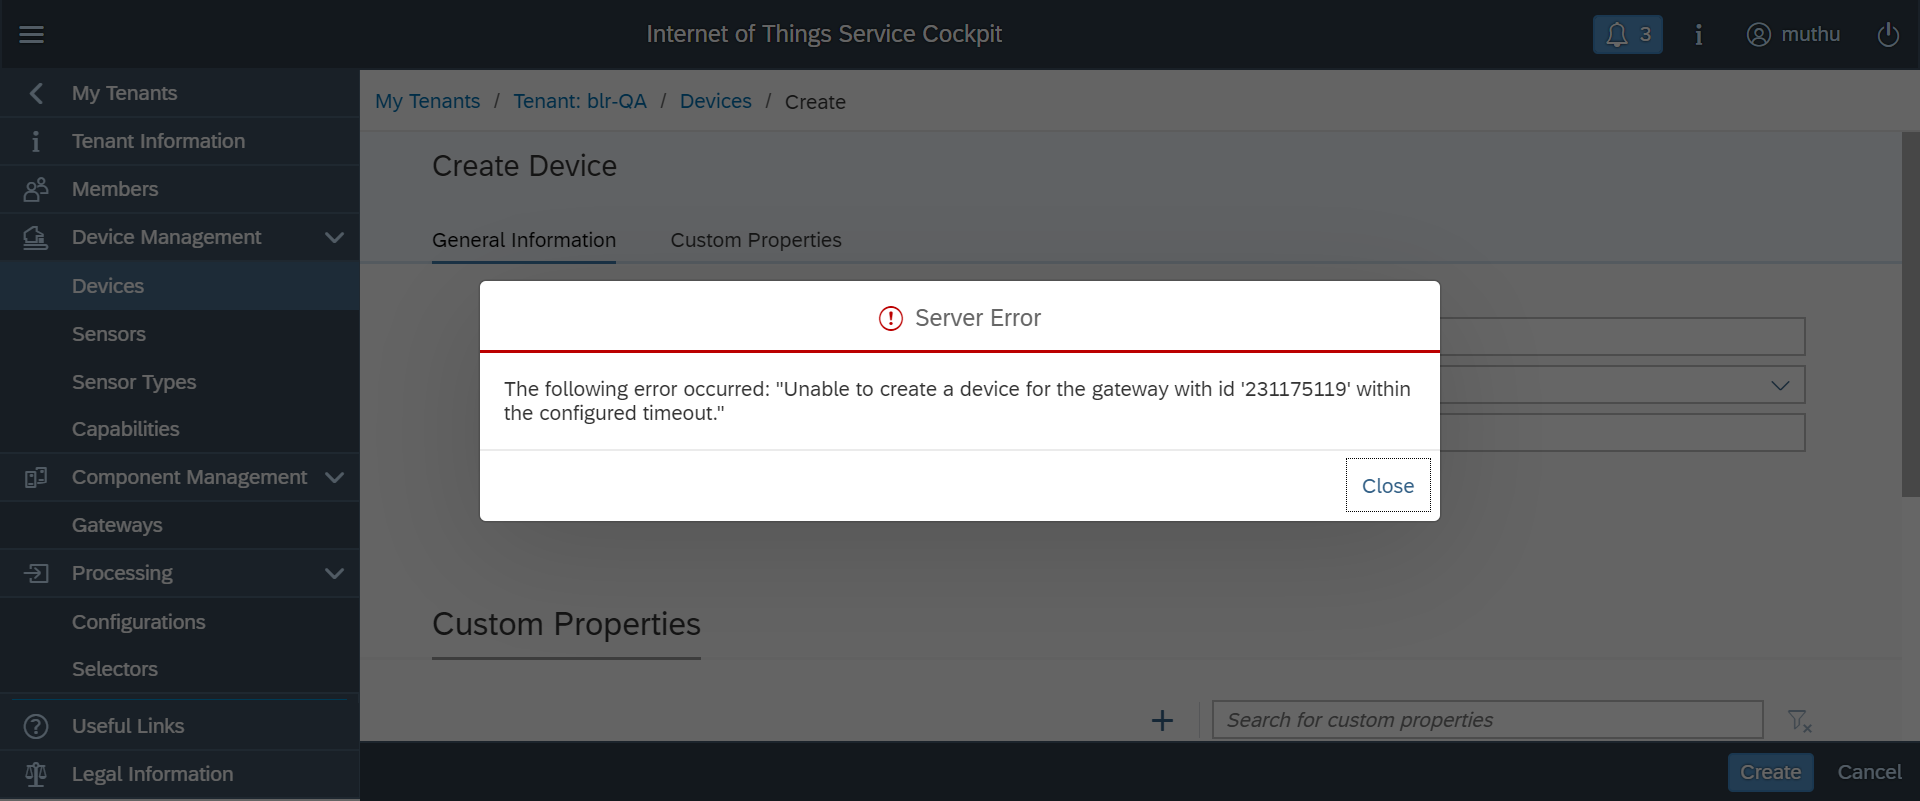 Internet of Things Service Cockpit
3
muthu
My Tenants
Tenant Information
Members
Device Management
Devices
Sensors
Sensor Types
Capabilities
Component Management
Gateways
Processing
Configurations
Selectors
Useful Links
Legal Information
My Tenants / Tenant: blr-QA / Devices / Create
Create Device
General Information
Custom Properties
Server Error
The following error occurred: "Unable to create a device for the gateway with id '231175119' within
the configured timeout."
Close
Custom Properties
Search for custom properties
Create
Cancel